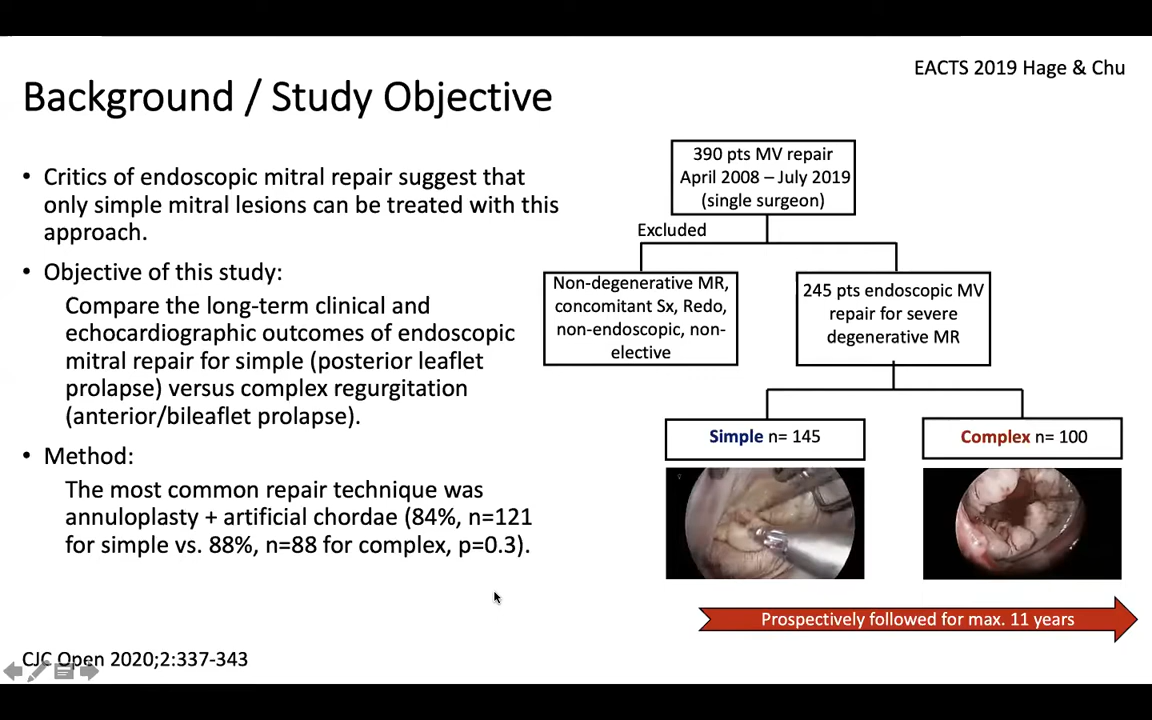 EACTS 2019 Hage & Chu
Background / Study Objective
• Critics of endoscopic mitral repair suggest that
only simple mitral lesions can be treated with this
approach.
• Objective of this study:
Compare the long-term clinical and
echocardiographic outcomes of endoscopic
mitral repair for simple (posterior leaflet
prolapse) versus complex regurgitation
(anterior/bileaflet prolapse).
• Method:
The most common repair technique was
annuloplasty + artificial chordae (84%, n=121
for simple vs. 88%, n=88 for complex, p=0.3).
390 pts MV repair
April 2008 – July 2019
(single surgeon)
Excluded
Non-degenerative MR,
concomitant Sx, Redo,
non-endoscopic, non-
elective
245 pts endoscopic MV
repair for severe
degenerative MR
Simple n= 145
Complex n= 100
Prospectively followed for max. 11 years
CJC Open 2020;2:337-343